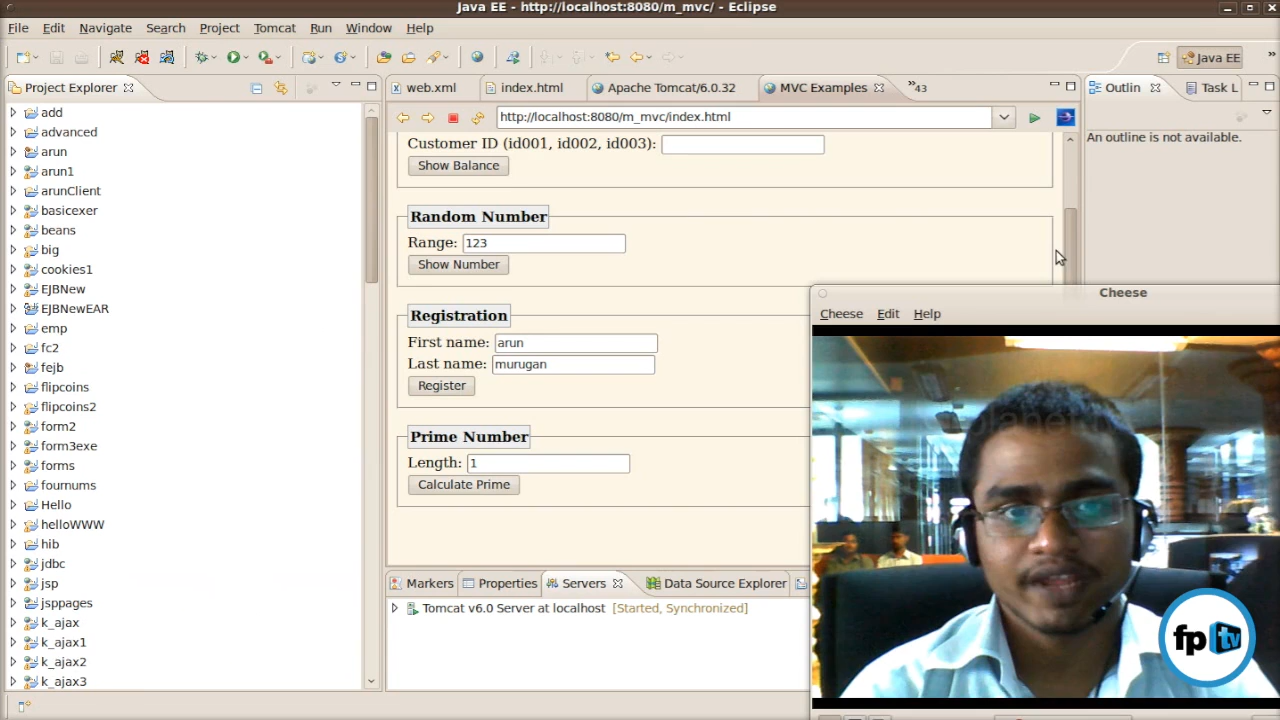 Java EE - http://localhost:8080/m_mvc/ - Eclipse
File Edit Navigate Search Project Tomcat Run Window Help
Java EE
Project Explorer
web.xml index.html Apache Tomcat/6.0.32 MVC Examples 43
Outlin Task L
http://localhost:8080/m_mvc/index.html
An outline is not available.
add
advanced
arun
arun1
arunClient
basicexer
beans
big
cookies1
EJBNew
EJBNewEAR
emp
fc2
fejb
flipcoins
flipcoins2
form2
form3exe
forms
fournums
Hello
helloWWW
hib
jdbc
jsp
jsppages
k_ajax
k_ajax1
k_ajax2
k_ajax3
Customer ID (id001, id002, id003):
Show Balance
Random Number
Range: 123
Show Number
Registration
First name: arun
Last name: murugan
Register
Prime Number
Length: 1
Calculate Prime
Markers Properties Servers Data Source Explorer
Tomcat v6.0 Server at localhost [Started, Synchronized]
Cheese
Cheese Edit Help
fp tv